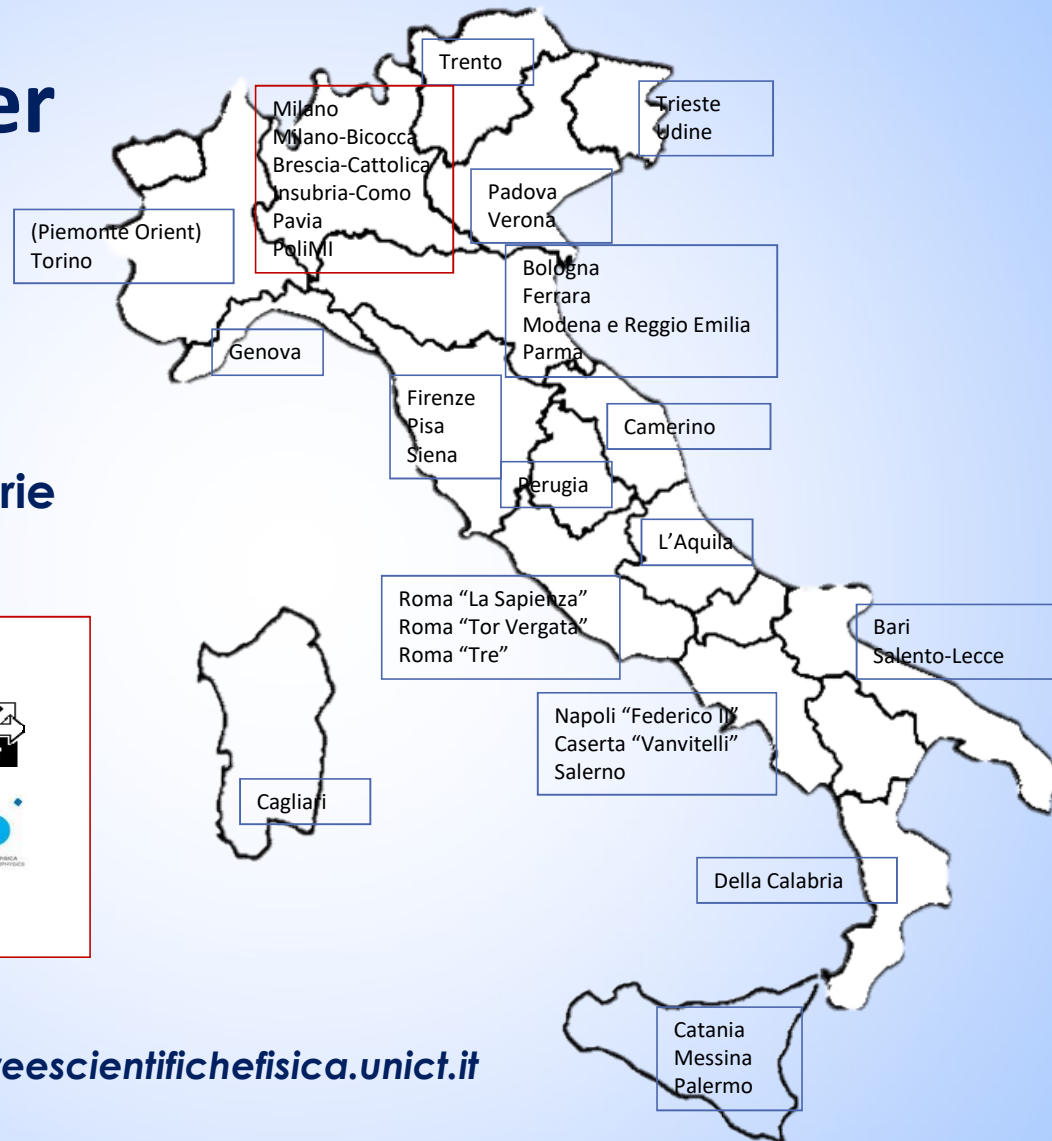 er
Trento
Milano
Milano-Bicocca
Brescia-Cattolica
Insubria-Como
Pavia
PoliMI
Trieste
Udine
Padova
Verona
(Piemonte Orient)
Torino
Bologna
Ferrara
Modena e Reggio Emilia
Parma
Genova
Firenze
Pisa
Siena
Camerino
rie
Perugia
L’Aquila
Roma “La Sapienza”
Roma “Tor Vergata”
Roma “Tre”
Bari
Salento-Lecce
Napoli “Federico II”
Caserta “Vanvitelli”
Salerno
Cagliari
Della Calabria
Catania
Messina
Palermo
reescientifichefisica.unict.it